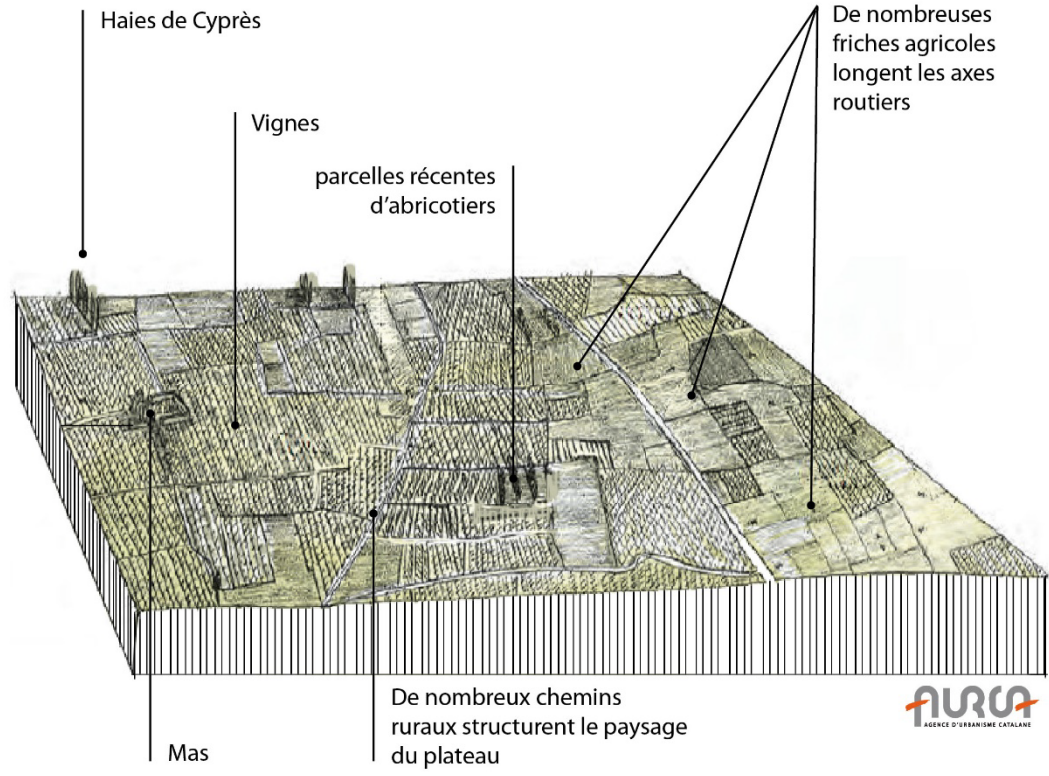 Haies de Cyprès
De nombreuses
friches agricoles
longent les axes
routiers
Vignes
parcelles récentes
d'abricotiers
De nombreux chemins
ruraux structurent le paysage
du plateau
Mas
AURCA
AGENCE D'URBANISME CATALANE